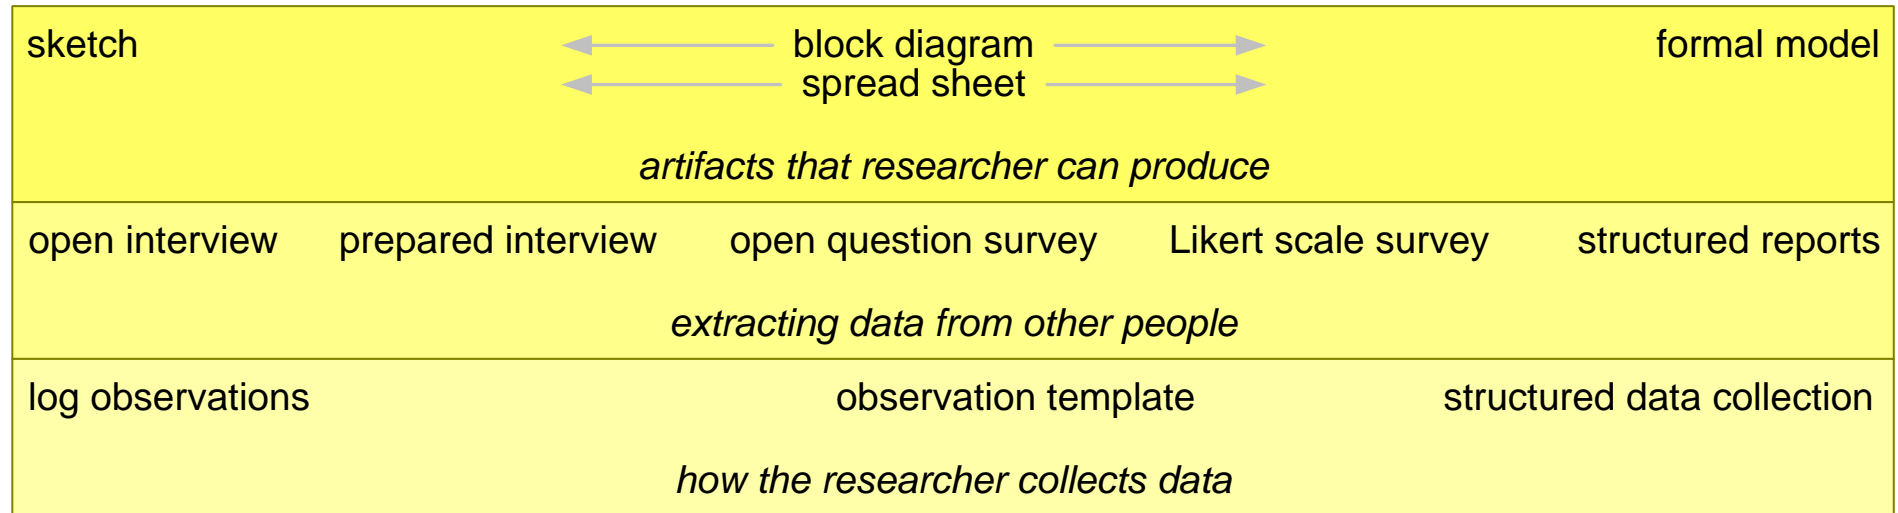 sketch block diagram formal model
spread sheet
artifacts that researcher can produce
open interview prepared interview open question survey Likert scale survey structured reports
extracting data from other people
log observations observation template structured data collection
how the researcher collects data